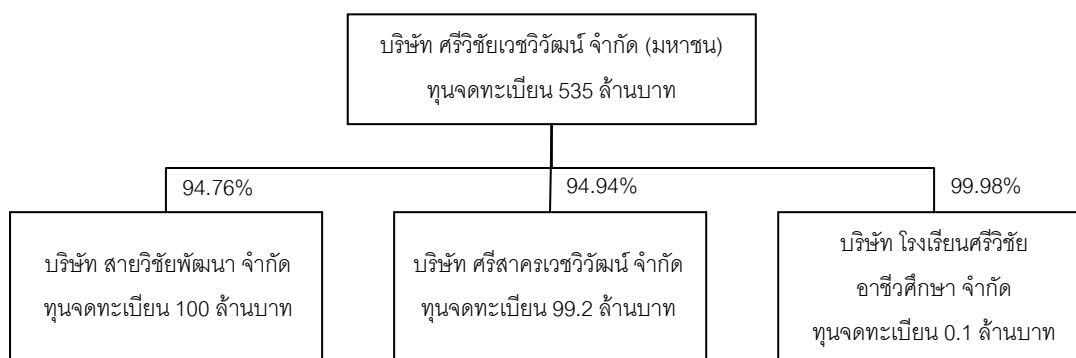 บริษัท ศรีวิชัยเวชวิวัฒน์ จำกัด (มหาชน)
ทุนจดทะเบียน 535 ล้านบาท
94.76%
94.94%
99.98%
บริษัท สายวิชัยพัฒนา จำกัด
ทุนจดทะเบียน 100 ล้านบาท
บริษัท ศรีสาครเวชวิวัฒน์ จำกัด
ทุนจดทะเบียน 99.2 ล้านบาท
บริษัท โรงเรียนศรีวิชัย
อาชีวศึกษา จำกัด
ทุนจดทะเบียน 0.1 ล้านบาท